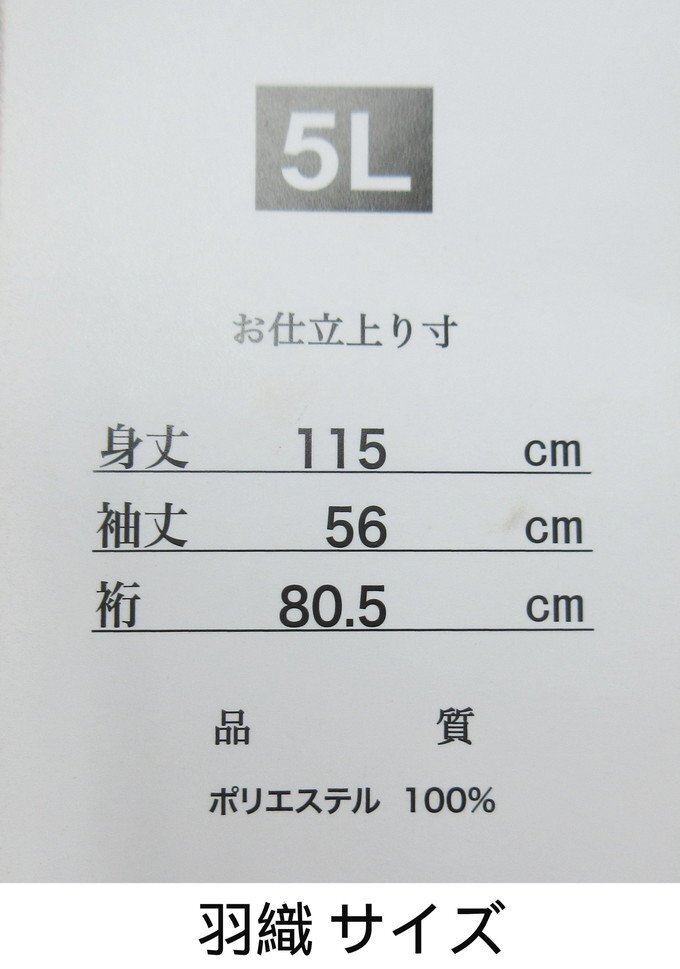 5L
お仕立上り寸
身丈 115 cm
袖丈 56 cm
裄 80.5 cm
品質
ポリエステル 100%
羽織 サイズ